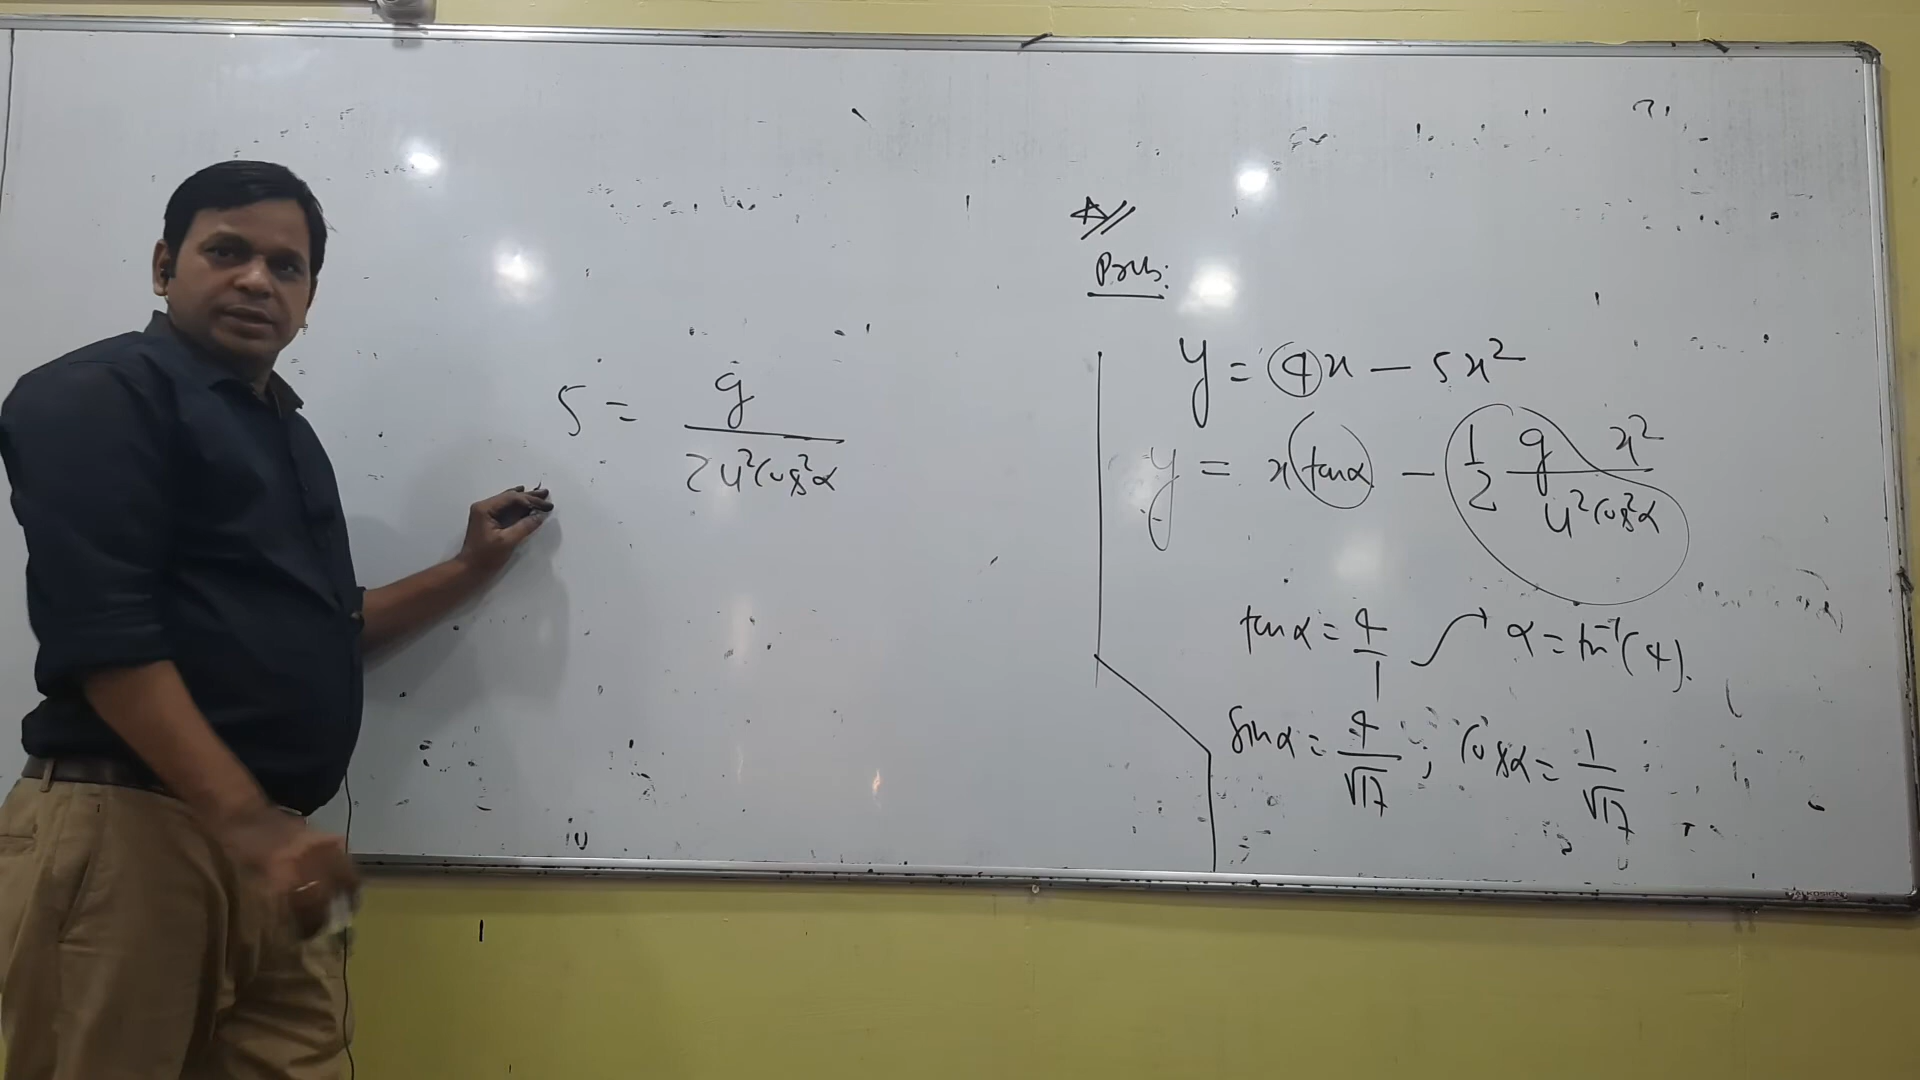 5 = g / 2u²cos²α
Prob:
y = 4x − 5x²
y = x tanα − 1/2 g x² / u²cos²α
tanα = 4/1 → α = tan⁻¹(4).
sinα = 4/√17 ; cosα = 1/√17